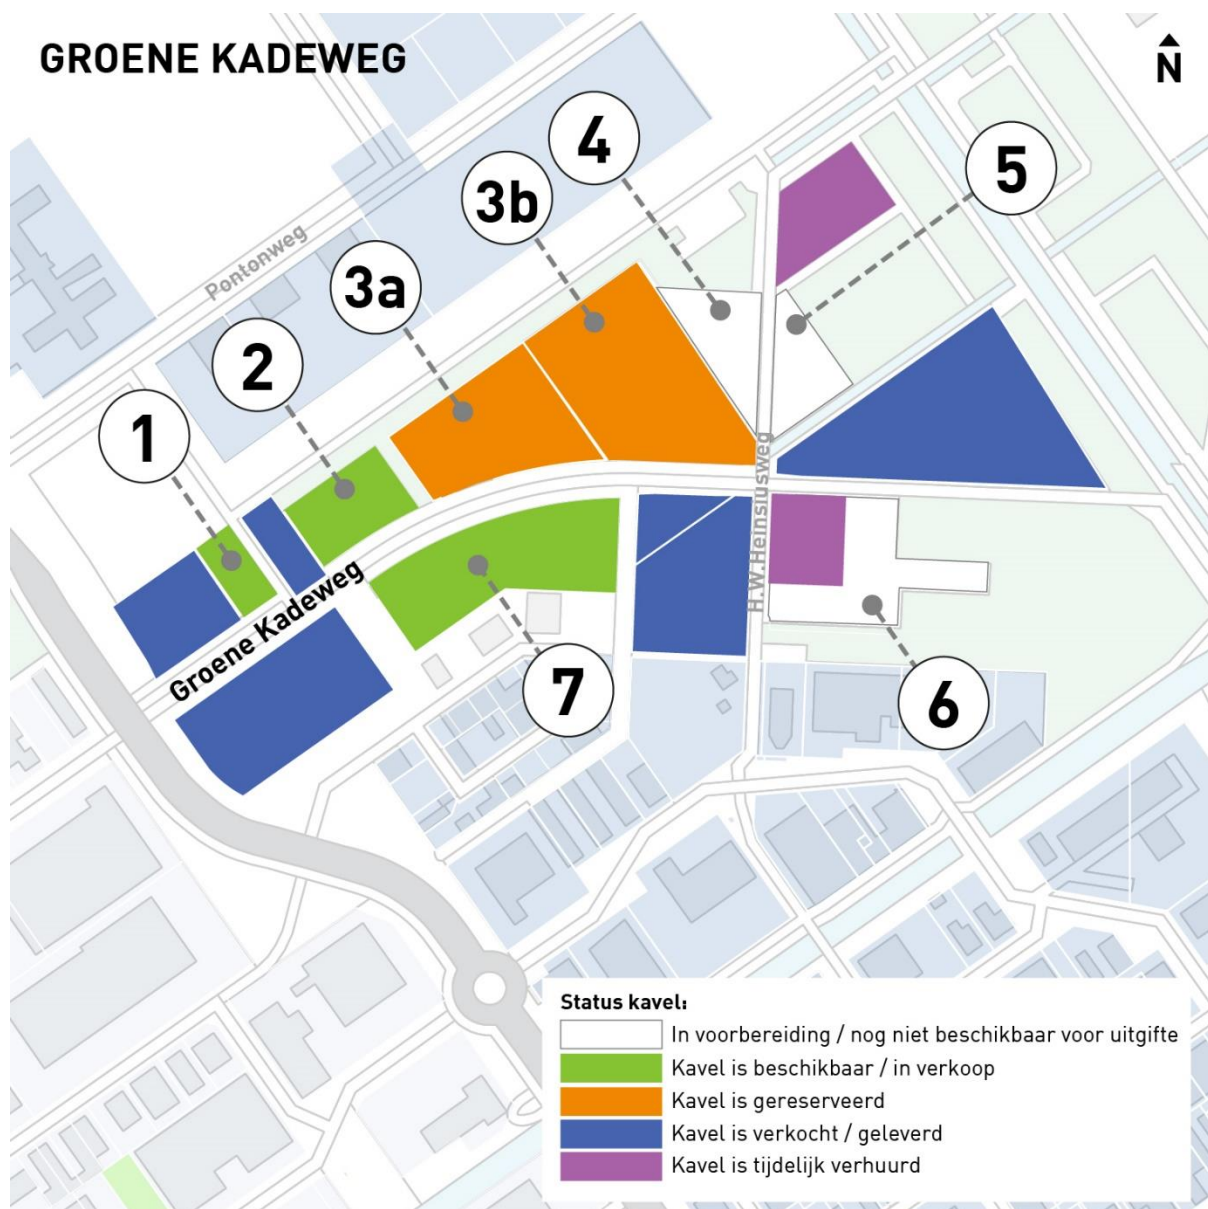 GROENE KADEWEG
N
4
5
3b
Pontonweg
3a
2
1
H.W.Heinsiusweg
Groene Kadeweg
7
6
Status kavel:
In voorbereiding / nog niet beschikbaar voor uitgifte
Kavel is beschikbaar / in verkoop
Kavel is gereserveerd
Kavel is verkocht / geleverd
Kavel is tijdelijk verhuurd